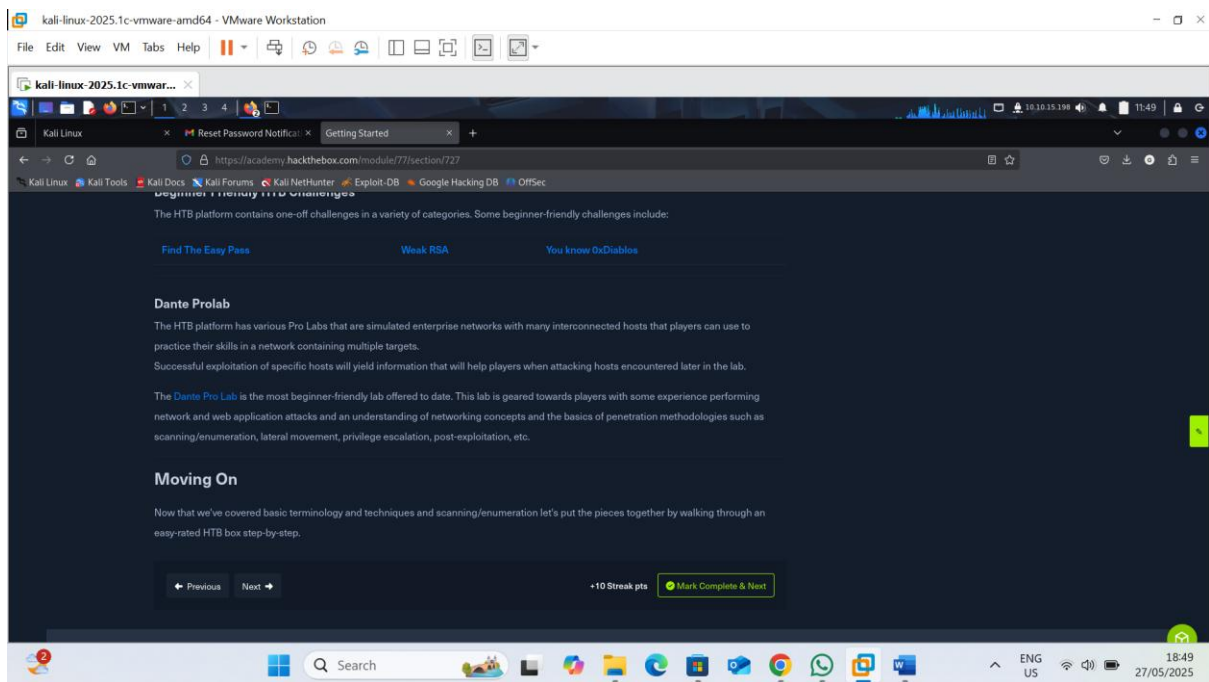 kali-linux-2025.1c-vmware-amd64 - VMware Workstation
File Edit View VM Tabs Help
kali-linux-2025.1c-vmwar...
1 2 3 4 10.10.15.198 11:49
Kali Linux Reset Password Notificati Getting Started
https://academy.hackthebox.com/module/77/section/727
Kali Linux Kali Tools Kali Docs Kali Forums Kali NetHunter Exploit-DB Google Hacking DB OffSec
Beginner Friendly HTB Challenges
The HTB platform contains one-off challenges in a variety of categories. Some beginner-friendly challenges include:
Find The Easy Pass Weak RSA You know 0xDiablos
Dante Prolab
The HTB platform has various Pro Labs that are simulated enterprise networks with many interconnected hosts that players can use to
practice their skills in a network containing multiple targets.
Successful exploitation of specific hosts will yield information that will help players when attacking hosts encountered later in the lab.
The Dante Pro Lab is the most beginner-friendly lab offered to date. This lab is geared towards players with some experience performing
network and web application attacks and an understanding of networking concepts and the basics of penetration methodologies such as
scanning/enumeration, lateral movement, privilege escalation, post-exploitation, etc.
Moving On
Now that we've covered basic terminology and techniques and scanning/enumeration let's put the pieces together by walking through an
easy-rated HTB box step-by-step.
Previous Next +10 Streak pts Mark Complete & Next
2 Search ENG 18:49
US 27/05/2025